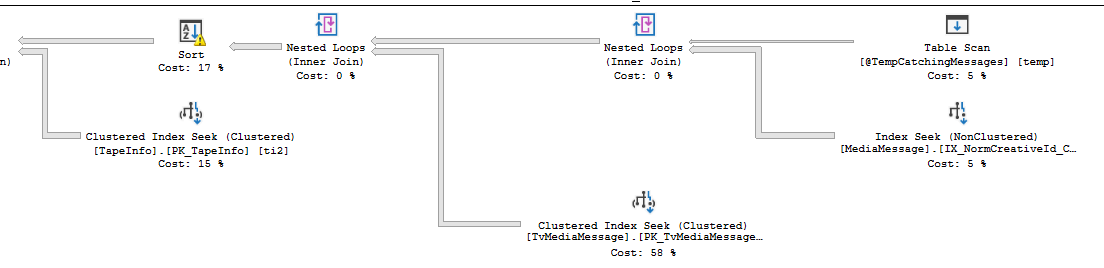 Sort
Cost: 17 %
Nested Loops
(Inner Join)
Cost: 0 %
Nested Loops
(Inner Join)
Cost: 0 %
Table Scan
[@TempCatchingMessages] [temp]
Cost: 5 %
n)
Clustered Index Seek (Clustered)
[TapeInfo].[PK_TapeInfo] [ti2]
Cost: 15 %
Index Seek (NonClustered)
[MediaMessage].[IX_NormCreativeId_C…
Cost: 5 %
Clustered Index Seek (Clustered)
[TvMediaMessage].[PK_TvMediaMessage…
Cost: 58 %